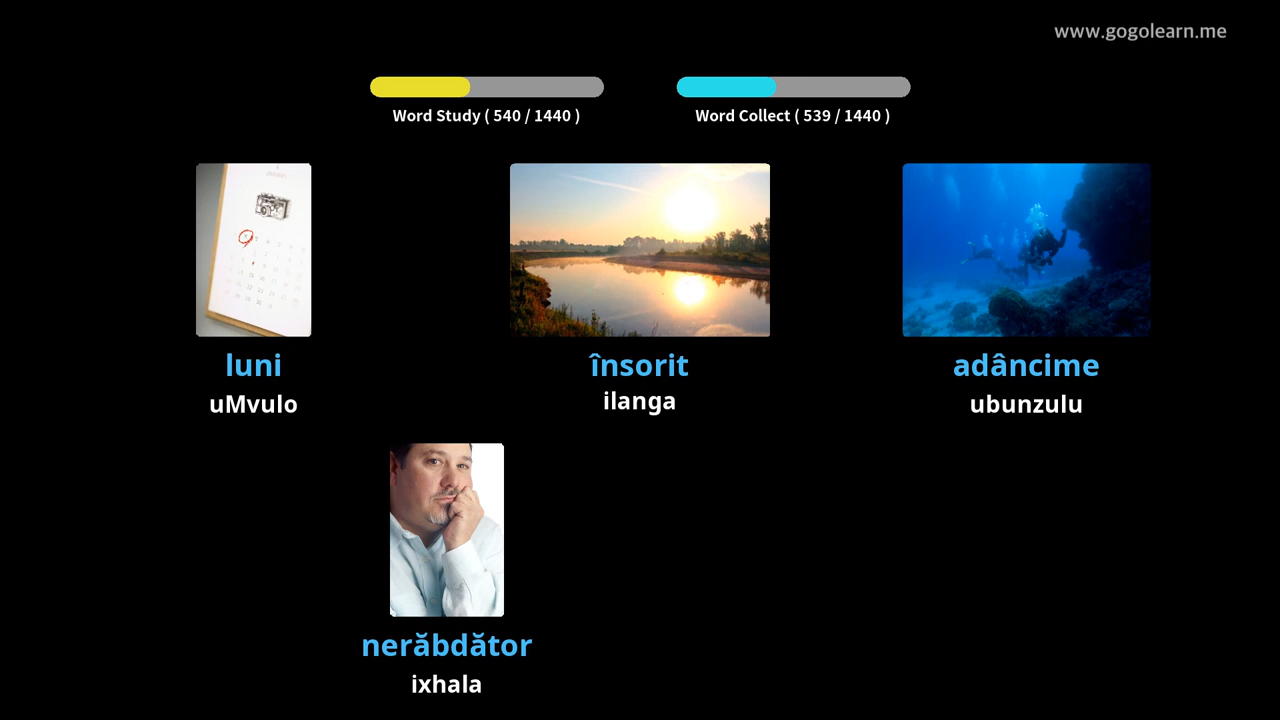 www.gogolearn.me
Word Study ( 540 / 1440 )
Word Collect ( 539 / 1440 )
luni
uMvulo
însorit
ilanga
adâncime
ubunzulu
nerăbdător
ixhala